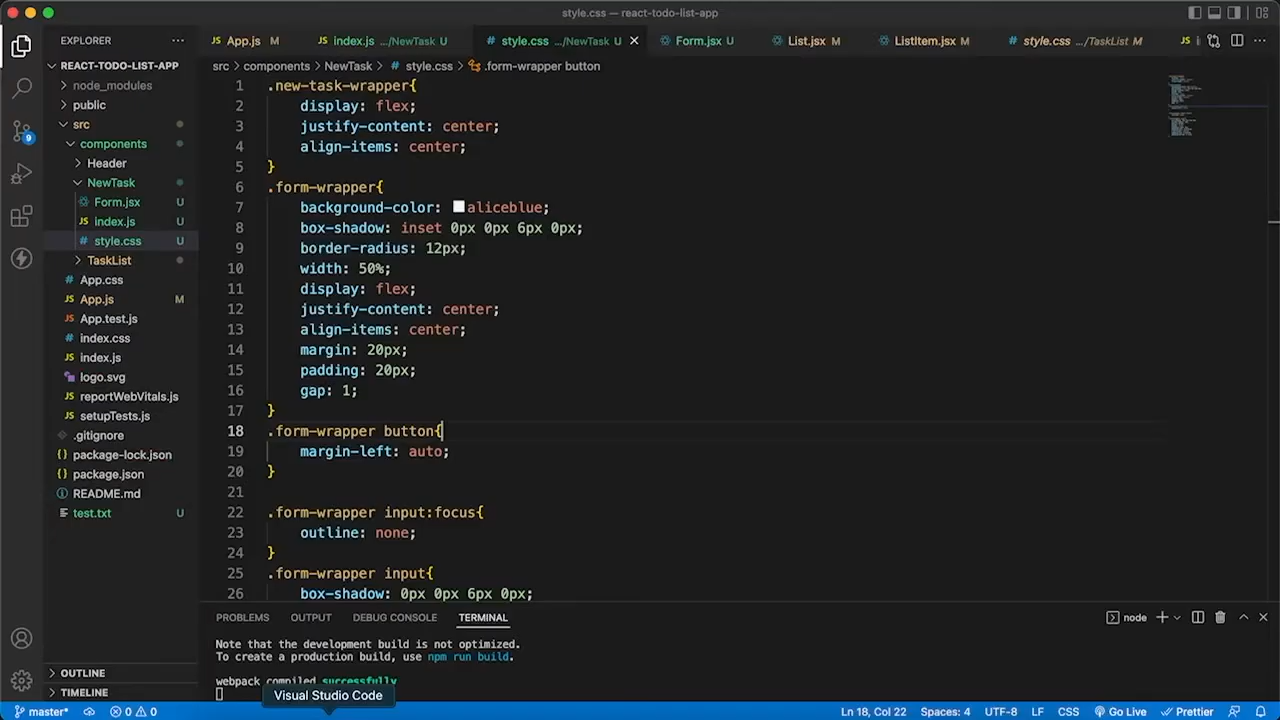 style.css — react-todo-list-app
EXPLORER
App.js M
index.js .../NewTask U
style.css .../NewTask U
Form.jsx U
List.jsx M
ListItem.jsx M
style.css .../TaskList M
JS i
REACT-TODO-LIST-APP
src > components > NewTask > # style.css > .form-wrapper button
node_modules
public
src
components
Header
NewTask
Form.jsx U
index.js U
style.css U
TaskList
App.css
App.js M
App.test.js
index.css
index.js
logo.svg
reportWebVitals.js
setupTests.js
.gitignore
package-lock.json
package.json
README.md
test.txt U
OUTLINE
TIMELINE
9
1 .new-task-wrapper{
2 display: flex;
3 justify-content: center;
4 align-items: center;
5 }
6 .form-wrapper{
7 background-color: aliceblue;
8 box-shadow: inset 0px 0px 6px 0px;
9 border-radius: 12px;
10 width: 50%;
11 display: flex;
12 justify-content: center;
13 align-items: center;
14 margin: 20px;
15 padding: 20px;
16 gap: 1;
17 }
18 .form-wrapper button{
19 margin-left: auto;
20 }
21
22 .form-wrapper input:focus{
23 outline: none;
24 }
25 .form-wrapper input{
26 box-shadow: 0px 0px 6px 0px;
PROBLEMS OUTPUT DEBUG CONSOLE TERMINAL
node
Note that the development build is not optimized.
To create a production build, use npm run build.
webpack compiled successfully
Visual Studio Code
master* 0 0
Ln 18, Col 22 Spaces: 4 UTF-8 LF CSS Go Live Prettier